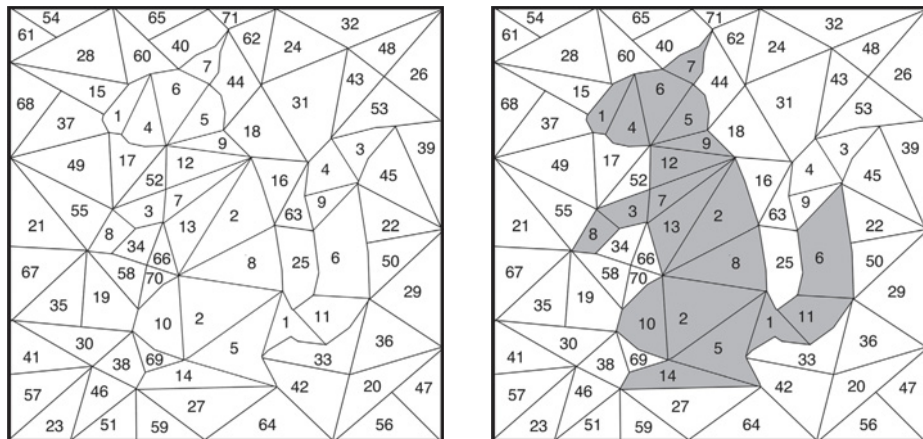 54 65 71 32
61 28 60 40 62 24 48
7 43 26
15 6 44 31
68 53
37 1 4 5 18
9 3 39
49 17 12 4
52 16 45
7 9
55 3 2 63
21 8 13 22
34 66
67 58 70 8 25 6 50
19 29
35 10 2 1 11
30 36
41 38 69 5 33
14
57 46 42 20 47
27
23 51 59 64 56
54 65 71 32
61 28 60 40 62 24 48
7 43 26
15 6 44 31
68 53
37 1 4 5 18
9 3 39
49 17 12 4
52 16 45
7 9
55 3 2 63
21 8 13 22
34 66
67 58 70 8 25 6 50
19 29
35 10 2 1 11
30 36
41 38 69 5 33
14
57 46 42 20 47
27
23 51 59 64 56